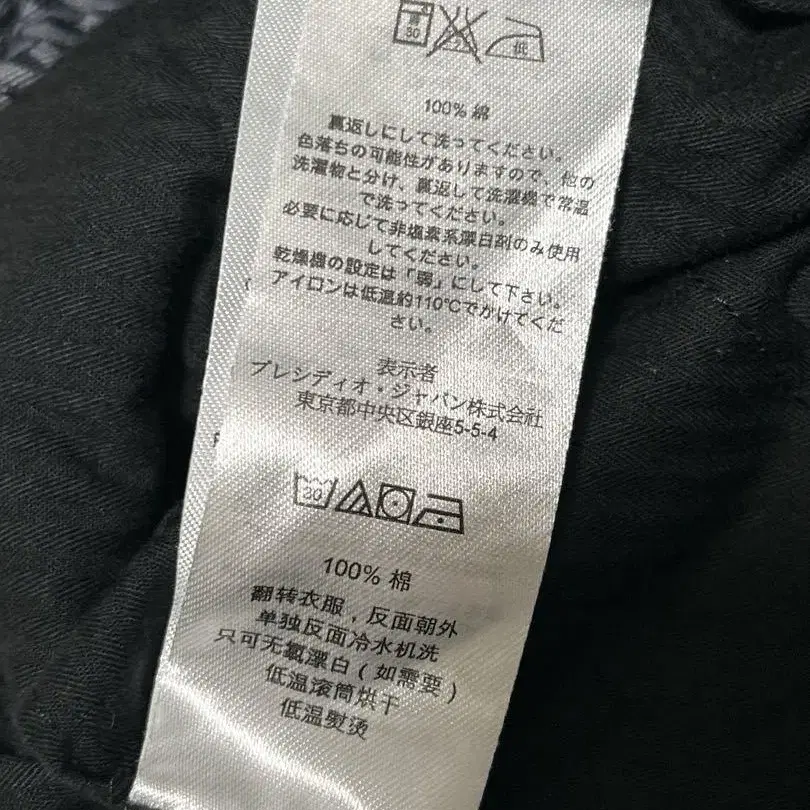 30
低
100% 綿
裏返しにして洗ってください。
色落ちの可能性がありますので、他の
洗濯物と分け、裏返して洗濯機で常温
で洗ってください。
必要に応じて非塩素系漂白剤のみ使用
してください。
乾燥機の設定は「弱」にして下さい。
アイロンは低温約110℃でかけてくだ
さい。
表示者
プレシディオ・ジャパン株式会社
東京都中央区銀座5-5-4
30
100% 棉
翻转衣服，反面朝外
单独反面冷水机洗
只可无氯漂白（如需要）
低温滚筒烘干
低温熨烫